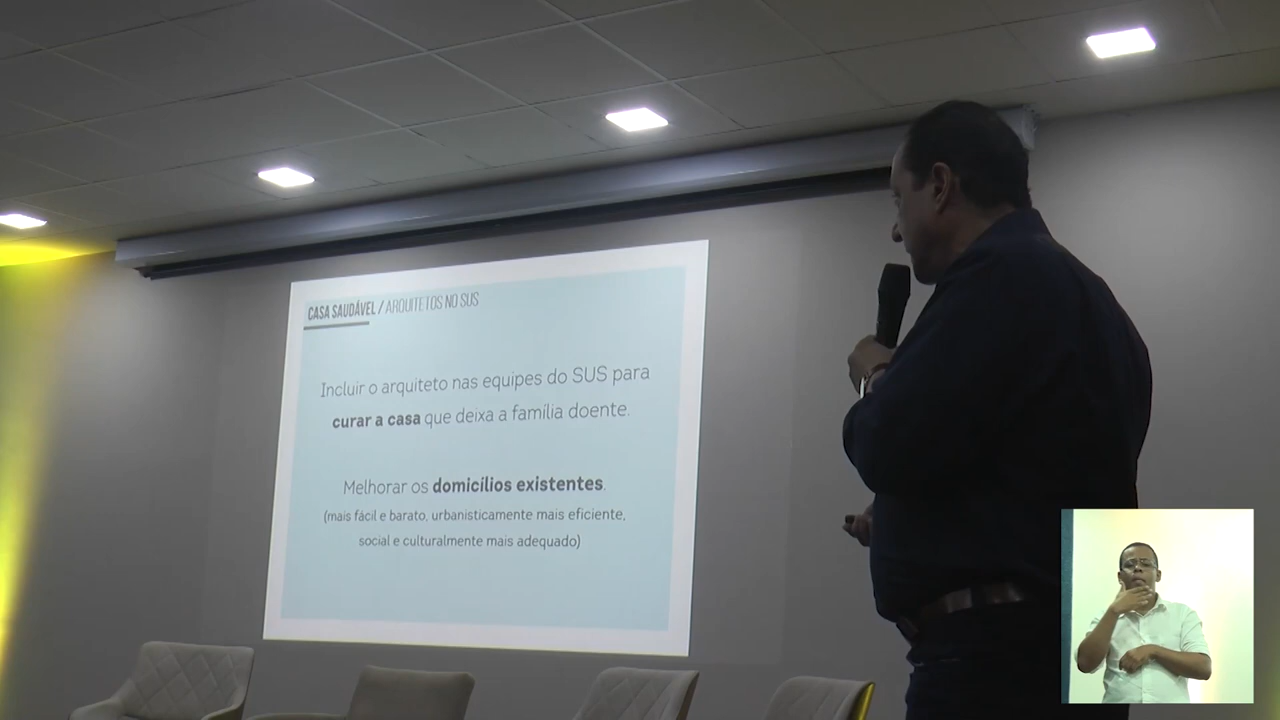 CASA SAUDÁVEL / ARQUITETOS NO SUS
Incluir o arquiteto nas equipes do SUS para
curar a casa que deixa a família doente.
Melhorar os domicílios existentes.
(mais fácil e barato, urbanisticamente mais eficiente,
social e culturalmente mais adequado)